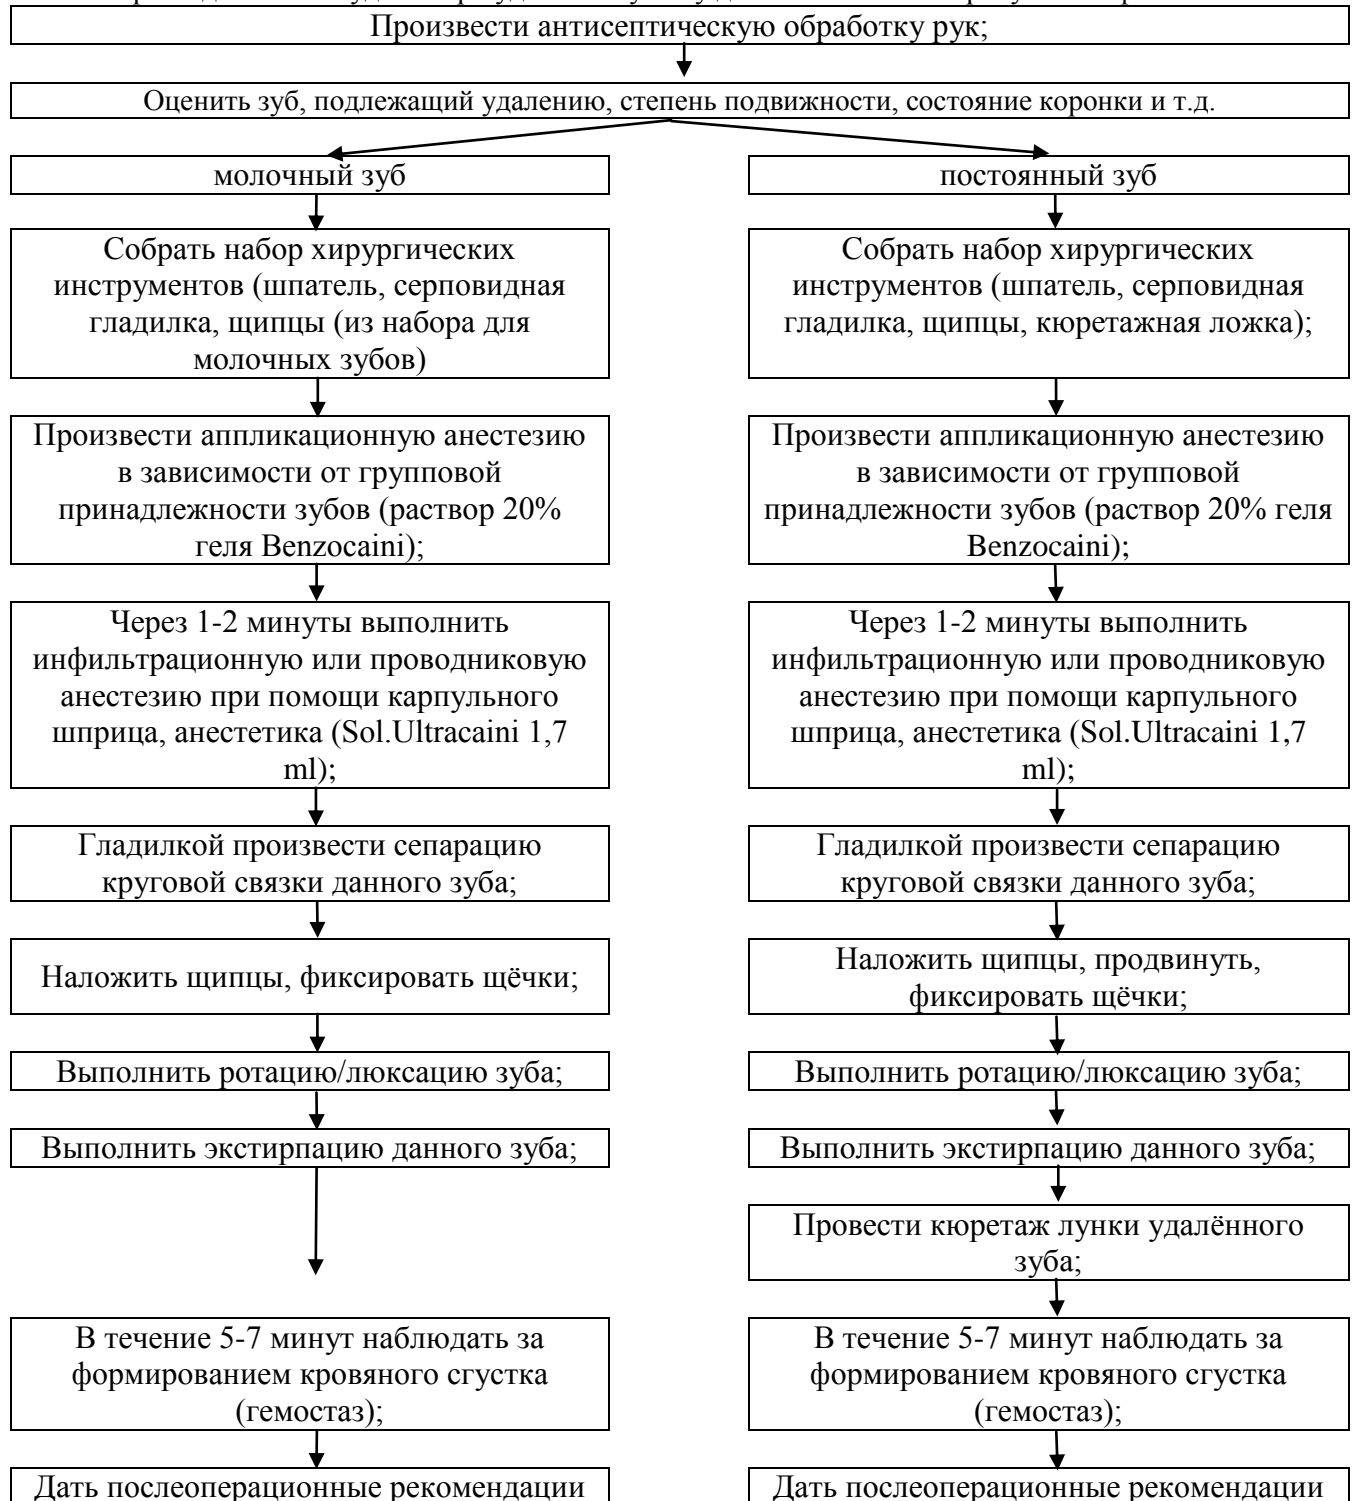 Произвести антисептическую обработку рук;
Оценить зуб, подлежащий удалению, степень подвижности, состояние коронки и т.д.
молочный зуб
Собрать набор хирургических
инструментов (шпатель, серповидная
гладилка, щипцы (из набора для
молочных зубов)
Произвести аппликационную анестезию
в зависимости от групповой
принадлежности зубов (раствор 20%
геля Benzocaini);
Через 1-2 минуты выполнить
инфильтрационную или проводниковую
анестезию при помощи карпульного
шприца, анестетика (Sol.Ultracaini 1,7
ml);
Гладилкой произвести сепарацию
круговой связки данного зуба;
Наложить щипцы, фиксировать щёчки;
Выполнить ротацию/люксацию зуба;
Выполнить экстирпацию данного зуба;
В течение 5-7 минут наблюдать за
формированием кровяного сгустка
(гемостаз);
Дать послеоперационные рекомендации
постоянный зуб
Собрать набор хирургических
инструментов (шпатель, серповидная
гладилка, щипцы, кюретажная ложка);
Произвести аппликационную анестезию
в зависимости от групповой
принадлежности зубов (раствор 20% геля
Benzocaini);
Через 1-2 минуты выполнить
инфильтрационную или проводниковую
анестезию при помощи карпульного
шприца, анестетика (Sol.Ultracaini 1,7
ml);
Гладилкой произвести сепарацию
круговой связки данного зуба;
Наложить щипцы, продвинуть,
фиксировать щёчки;
Выполнить ротацию/люксацию зуба;
Выполнить экстирпацию данного зуба;
Провести кюретаж лунки удалённого
зуба;
В течение 5-7 минут наблюдать за
формированием кровяного сгустка
(гемостаз);
Дать послеоперационные рекомендации